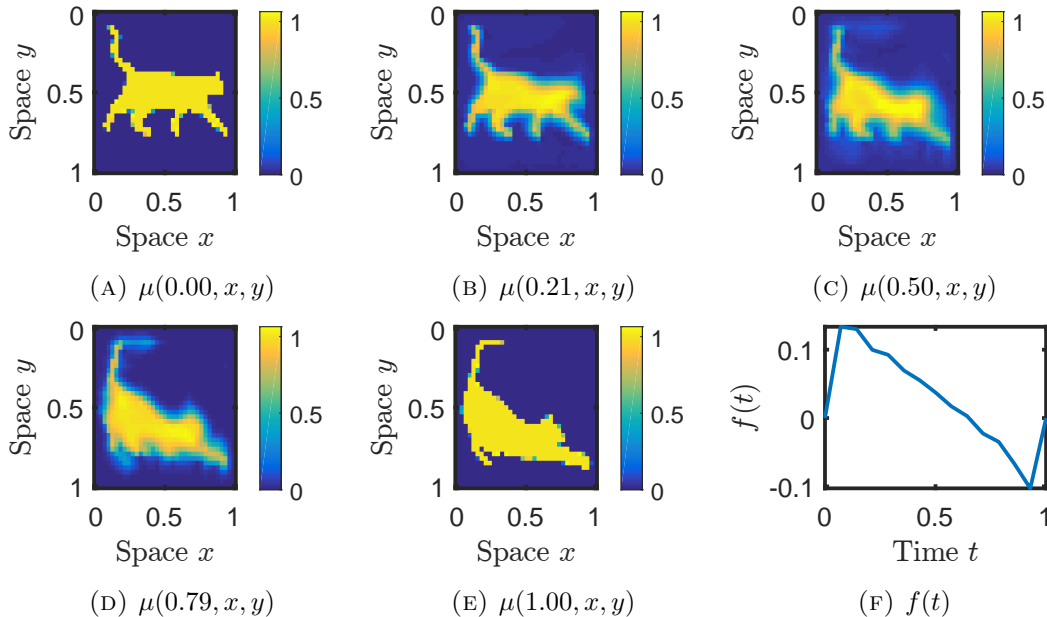 0
0.5
1
Space y
0 0.5 1
Space x
1
0.5
0
(A) μ(0.00, x, y)
0
0.5
1
Space y
0 0.5 1
Space x
1
0.5
0
(B) μ(0.21, x, y)
0
0.5
1
Space y
0 0.5 1
Space x
1
0.5
0
(C) μ(0.50, x, y)
0
0.5
1
Space y
0 0.5 1
Space x
1
0.5
0
(D) μ(0.79, x, y)
0
0.5
1
Space y
0 0.5 1
Space x
1
0.5
0
(E) μ(1.00, x, y)
0.1
0
-0.1
f(t)
0 0.5 1
Time t
(F) f(t)